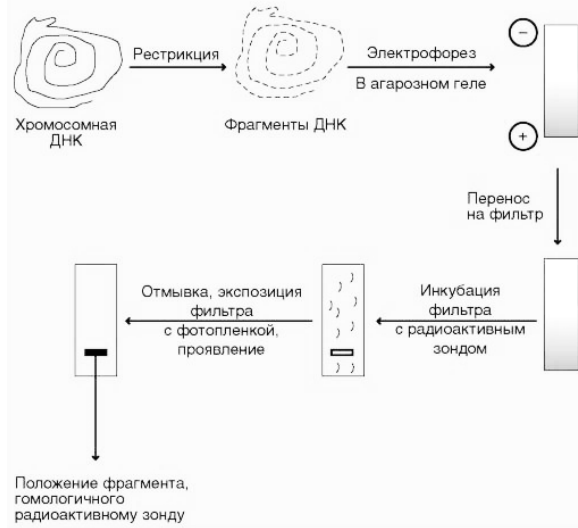 Рестрикция
Электрофорез
В агарозном геле
−
+
Хромосомная
ДНК
Фрагменты ДНК
Перенос
на фильтр
Инкубация
фильтра
с радиоактивным
зондом
Отмывка, экспозиция
фильтра
с фотопленкой,
проявление
Положение фрагмента,
гомологичного
радиоактивному зонду